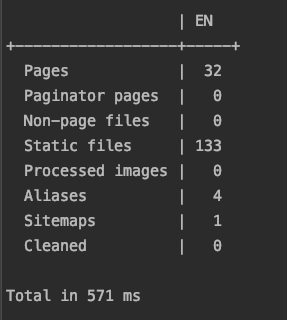 | EN
+------------------+-----+
  Pages            |  32
  Paginator pages  |   0
  Non-page files   |   0
  Static files     | 133
  Processed images |   0
  Aliases          |   4
  Sitemaps         |   1
  Cleaned          |   0

Total in 571 ms